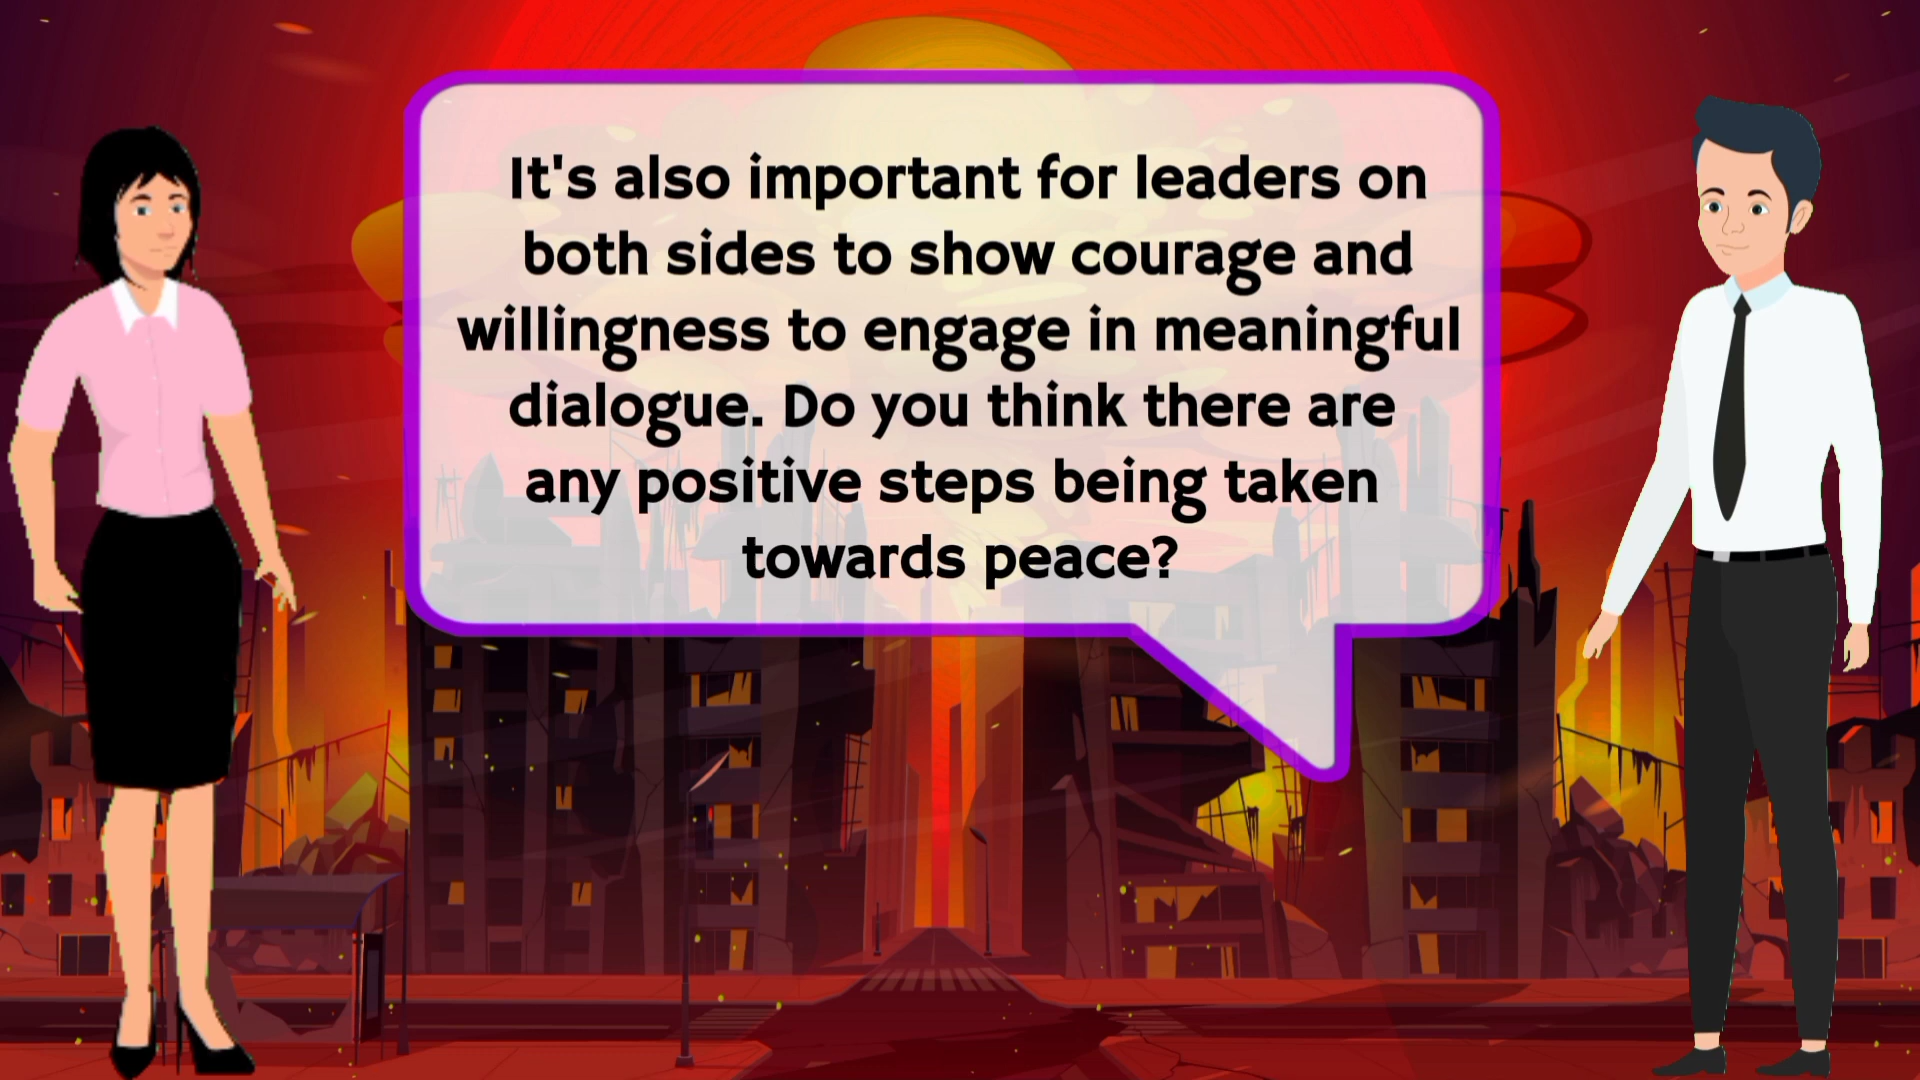 It's also important for leaders on
both sides to show courage and
willingness to engage in meaningful
dialogue. Do you think there are
any positive steps being taken
towards peace?